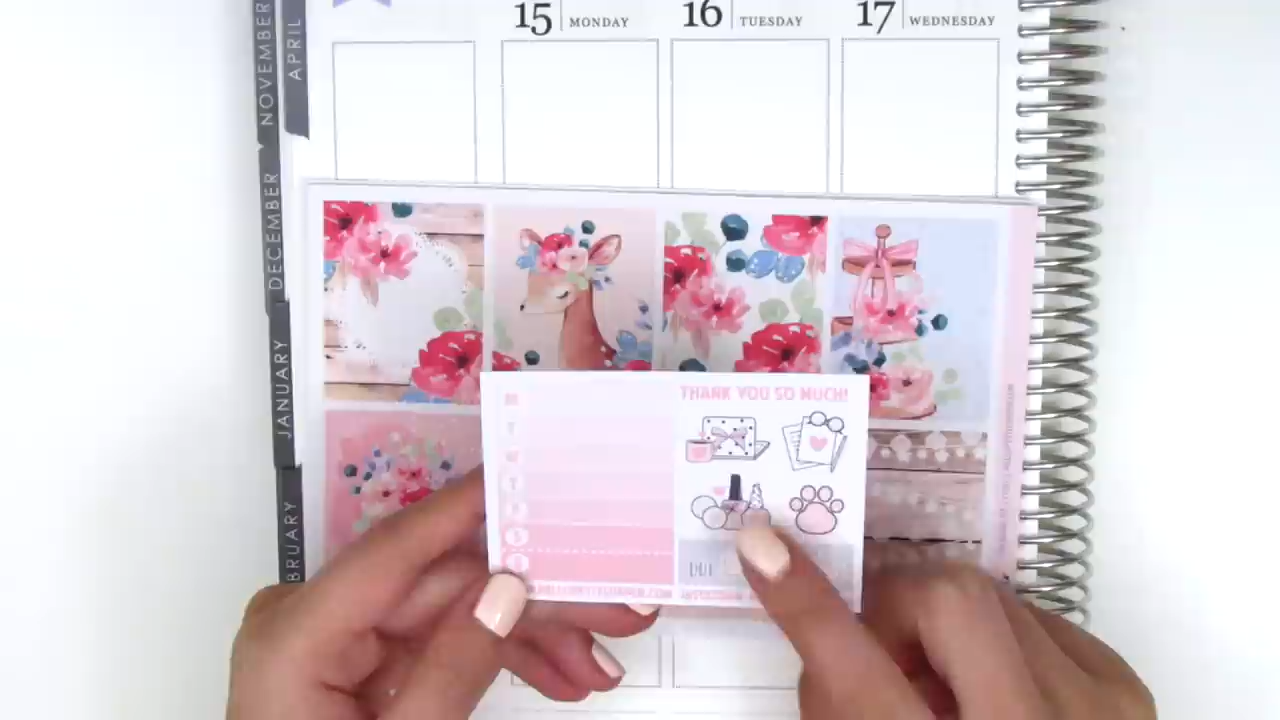 NOVEMBER
APRIL
15 MONDAY
16 TUESDAY
17 WEDNESDAY
DECEMBER
JANUARY
BRUARY
THANK YOU SO MUCH!
M
T
W
T
F
S
S